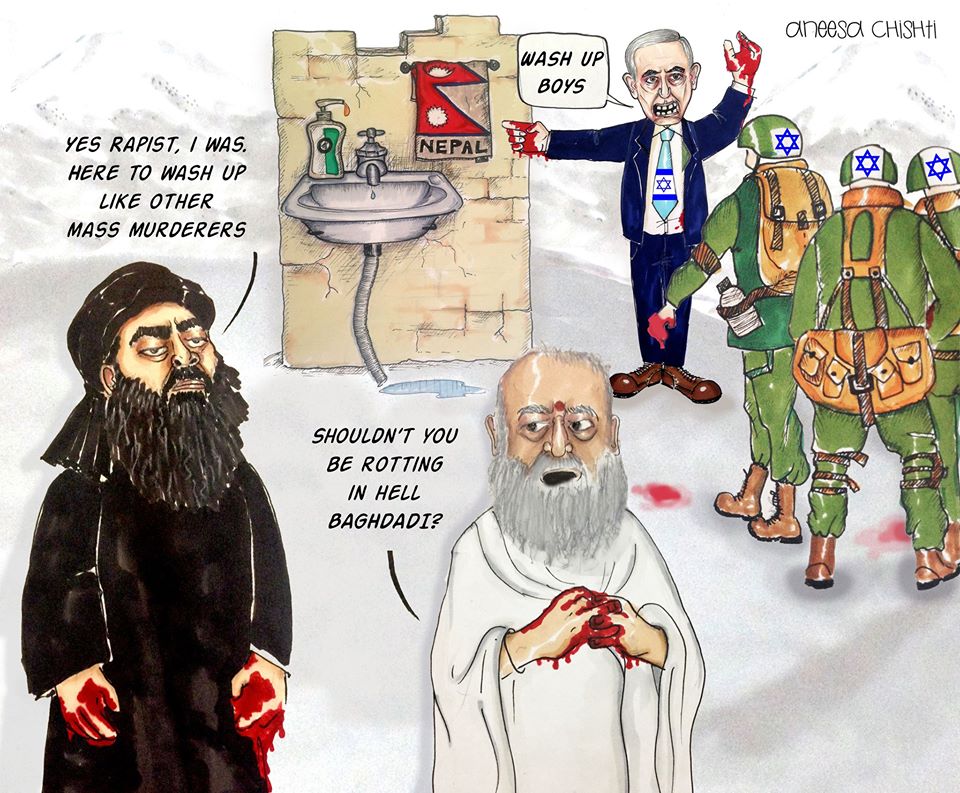 aneesa chishti
WASH UP
BOYS
NEPAL
YES RAPIST, I WAS.
HERE TO WASH UP
LIKE OTHER
MASS MURDERERS
SHOULDN'T YOU
BE ROTTING
IN HELL
BAGHDADI?